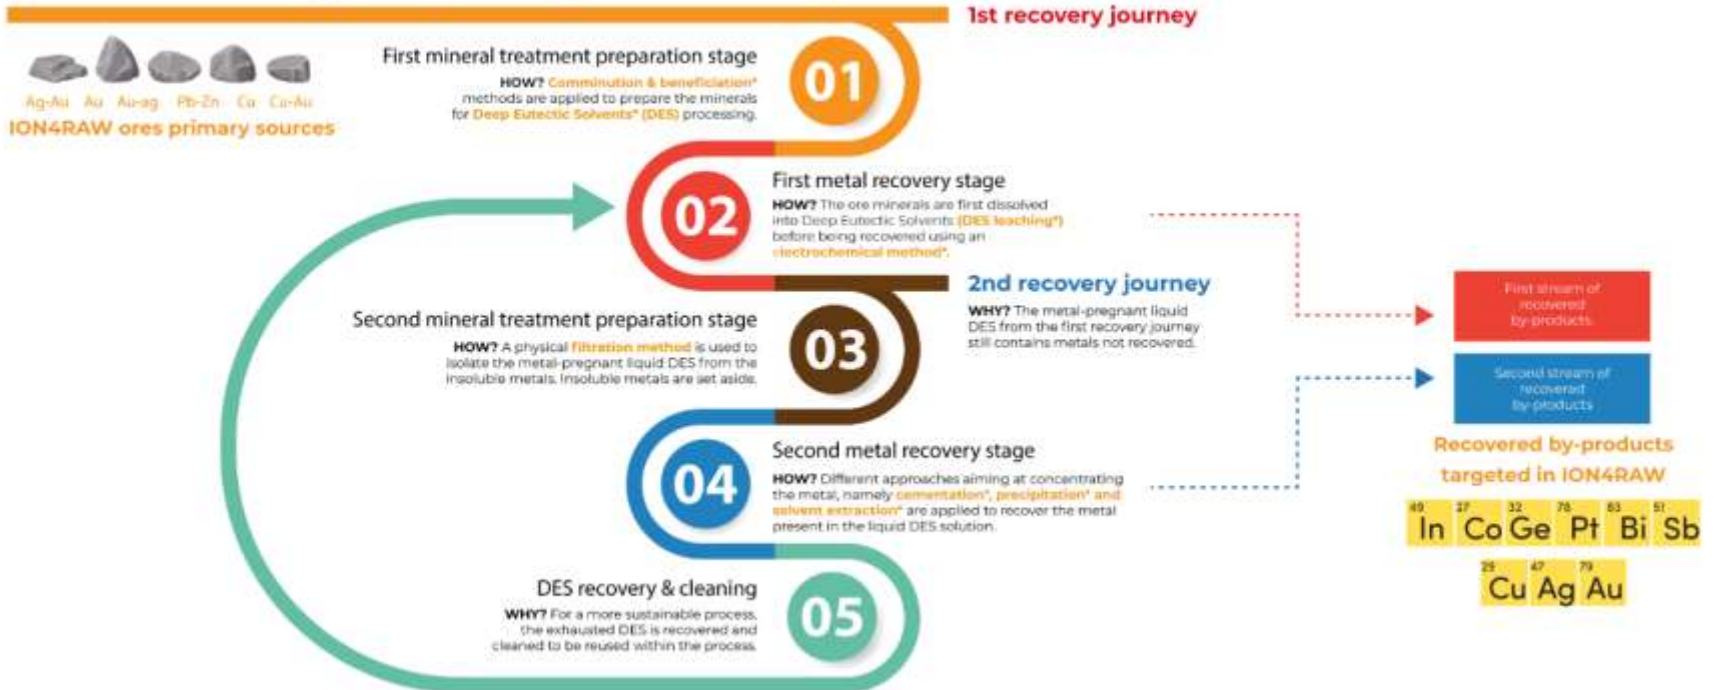 1st recovery journey
Ag-Au Au Au-ag Pb-Zn Cu Cu-Au
ION4RAW ores primary sources
First mineral treatment preparation stage
HOW? Comminution & beneficiation*
methods are applied to prepare the minerals
for Deep Eutectic Solvents* (DES) processing.
01
02
First metal recovery stage
HOW? The ore minerals are first dissolved
into Deep Eutectic Solvents (DES leaching*)
before being recovered using an
electrochemical method*.
2nd recovery journey
WHY? The metal-pregnant liquid
DES from the first recovery journey
still contains metals not recovered.
Second mineral treatment preparation stage
HOW? A physical filtration method is used to
isolate the metal-pregnant liquid DES from the
insoluble metals. Insoluble metals are set aside.
03
04
Second metal recovery stage
HOW? Different approaches aiming at concentrating
the metal, namely cementation*, precipitation* and
solvent extraction* are applied to recover the metal
present in the liquid DES solution.
DES recovery & cleaning
WHY? For a more sustainable process,
the exhausted DES is recovered and
cleaned to be reused within the process.
05
First stream of
recovered
by-products
Second stream of
recovered
by-products
Recovered by-products
targeted in ION4RAW
49 27 32 78 83 51
In Co Ge Pt Bi Sb
29 47 79
Cu Ag Au